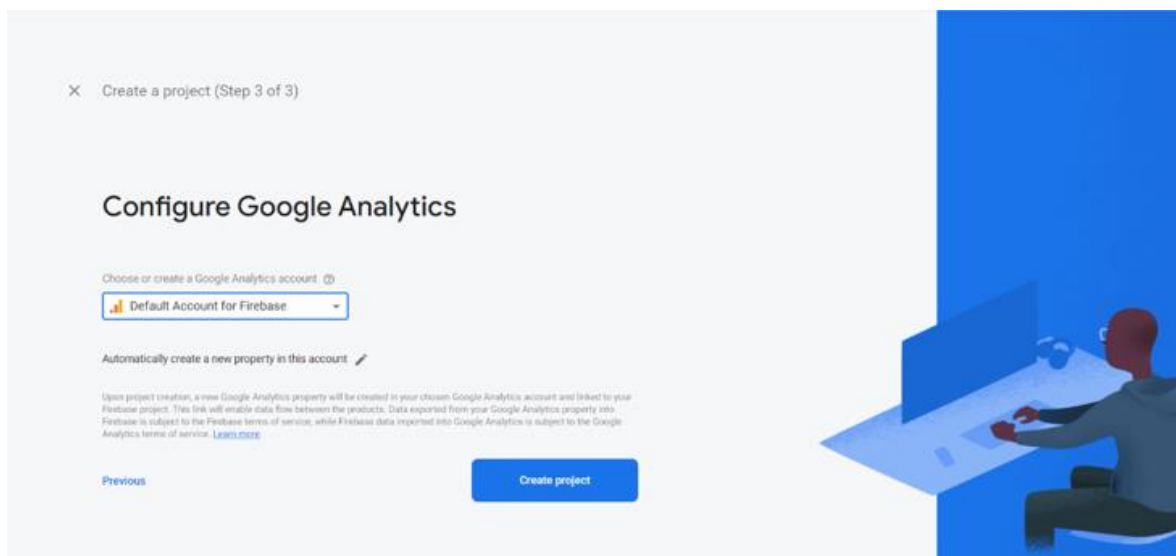 Create a project (Step 3 of 3)
Configure Google Analytics
Choose or create a Google Analytics account
Default Account for Firebase
Automatically create a new property in this account
Upon project creation, a new Google Analytics property will be created in your chosen Google Analytics account and linked to your
Firebase project. This link will enable data flow between the products. Data exported from your Google Analytics property into
Firebase is subject to the Firebase terms of service, while Firebase data imported into Google Analytics is subject to the Google
Analytics terms of service. Learn more.
Previous
Create project